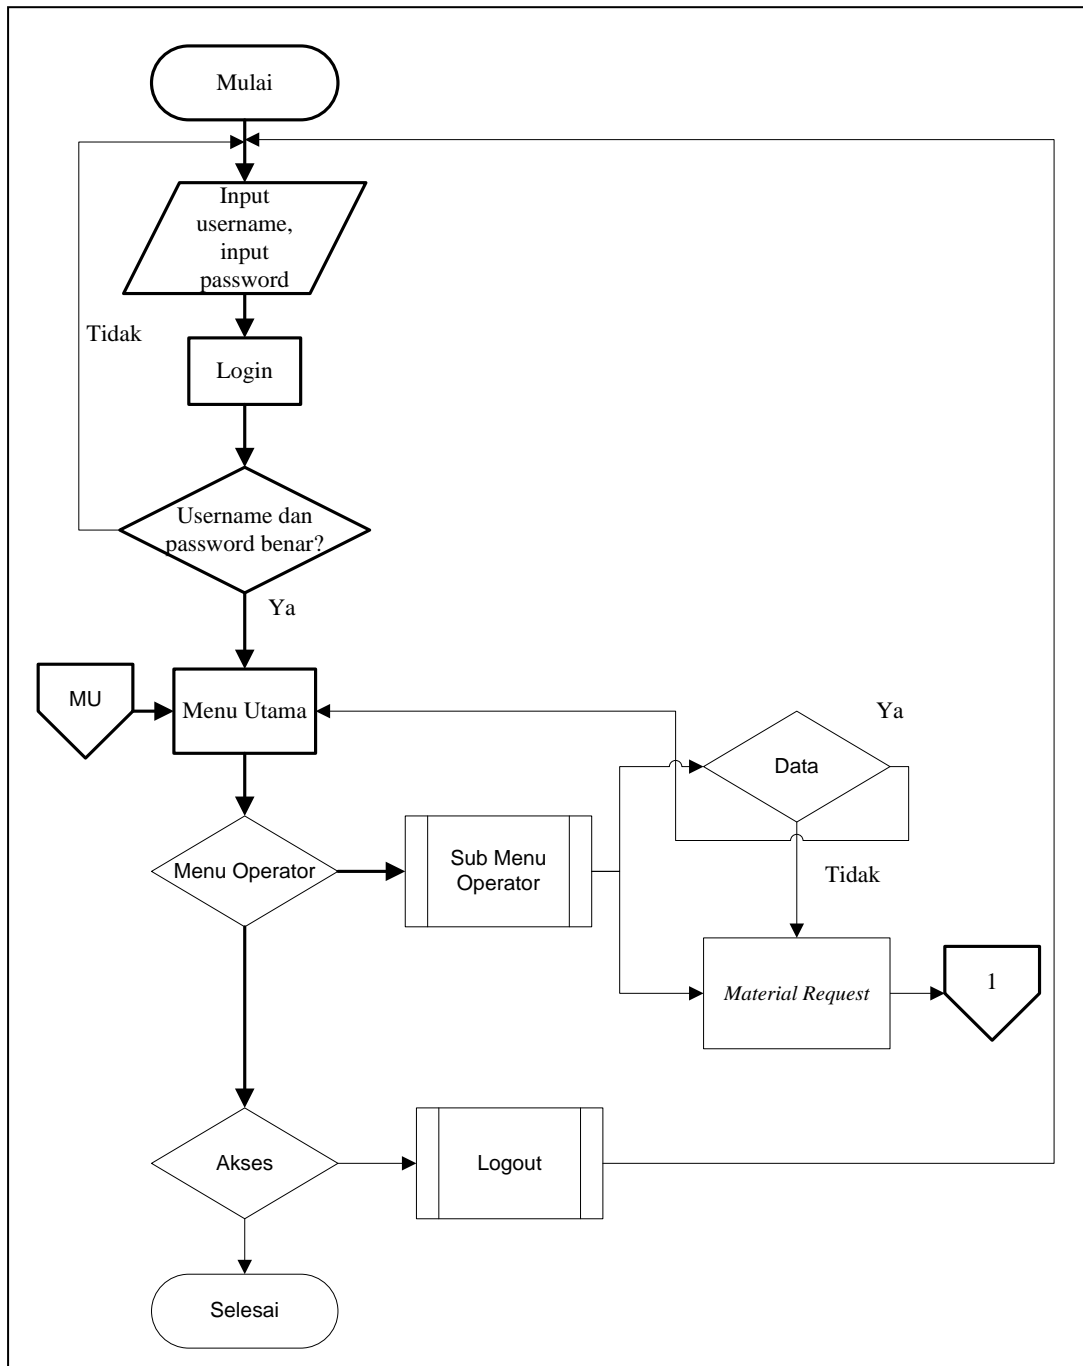 Mulai
Input
username,
input
password
Tidak
Login
Username dan
password benar?
Ya
MU
Menu Utama
Ya
Data
Menu Operator
Sub Menu
Operator
Tidak
Material Request
1
Akses
Logout
Selesai